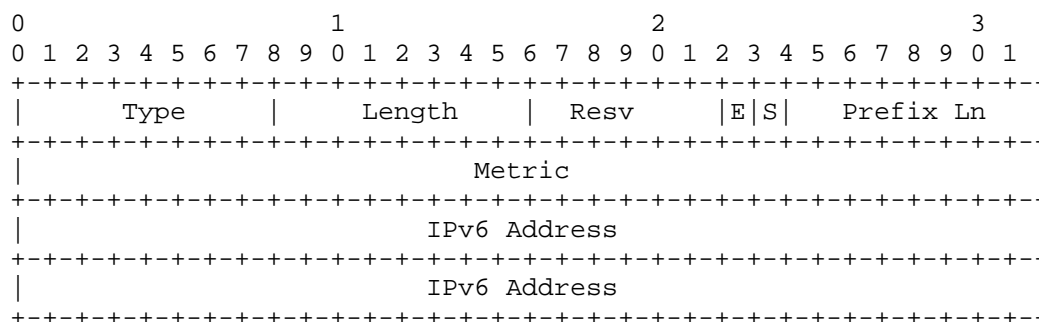 0                   1                   2                   3
0 1 2 3 4 5 6 7 8 9 0 1 2 3 4 5 6 7 8 9 0 1 2 3 4 5 6 7 8 9 0 1
+-+-+-+-+-+-+-+-+-+-+-+-+-+-+-+-+-+-+-+-+-+-+-+-+-+-+-+-+-+-+-+-
|      Type     |     Length    |  Resv     |E|S|   Prefix Ln
+-+-+-+-+-+-+-+-+-+-+-+-+-+-+-+-+-+-+-+-+-+-+-+-+-+-+-+-+-+-+-+-
|                            Metric
+-+-+-+-+-+-+-+-+-+-+-+-+-+-+-+-+-+-+-+-+-+-+-+-+-+-+-+-+-+-+-+-
|                         IPv6 Address
+-+-+-+-+-+-+-+-+-+-+-+-+-+-+-+-+-+-+-+-+-+-+-+-+-+-+-+-+-+-+-+-
|                         IPv6 Address
+-+-+-+-+-+-+-+-+-+-+-+-+-+-+-+-+-+-+-+-+-+-+-+-+-+-+-+-+-+-+-+-